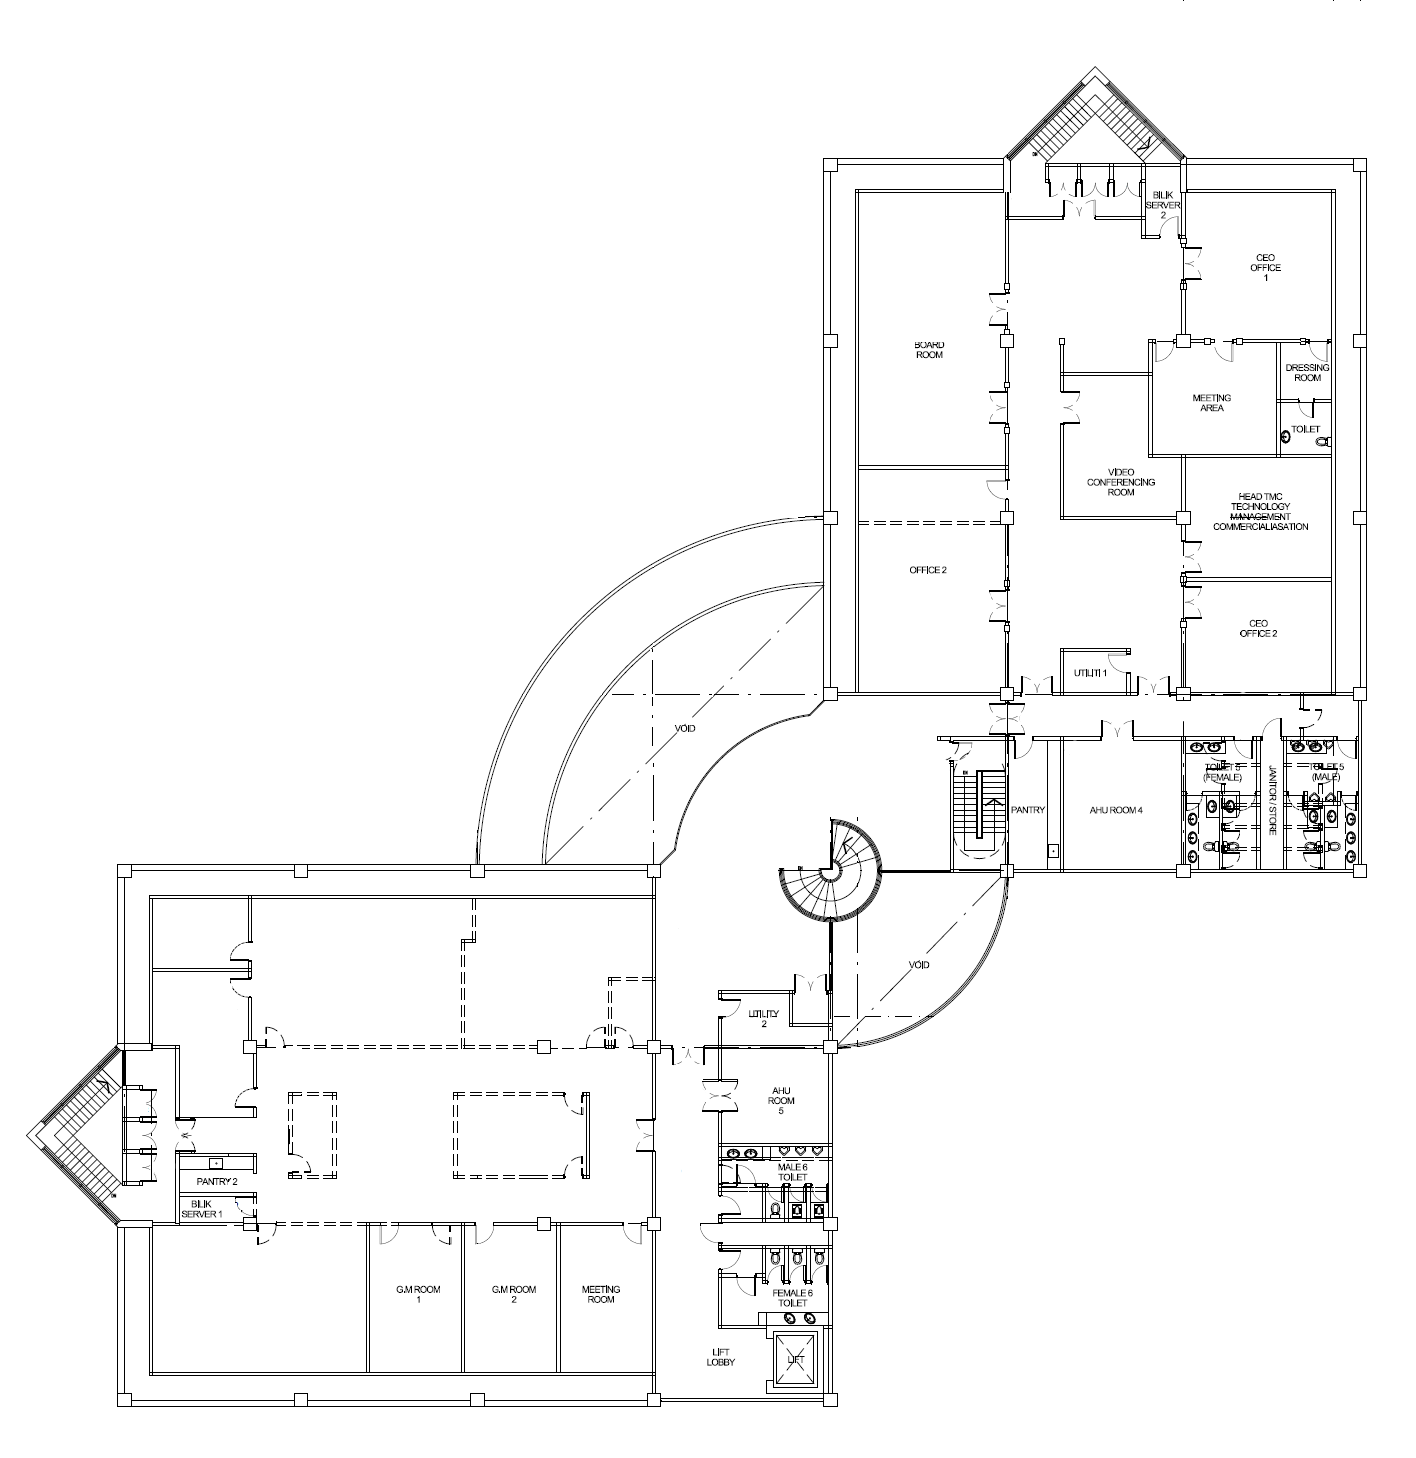 BILIK
SERVER
2
CEO
OFFICE
1
BOARD
ROOM
DRESSING
ROOM
MEETING
AREA
TOILET
VIDEO
CONFERENCING
ROOM
HEAD TMC
TECHNOLOGY
MANAGEMENT
COMMERCIALIASATION
OFFICE 2
CEO
OFFICE 2
UTILITI 1
VOID
TOILET 5
(FEMALE)
JANITOR / STORE
TOILET 5
(MALE)
PANTRY
AHU ROOM 4
VOID
UTILITY
2
AHU
ROOM
5
MALE 6
TOILET
PANTRY 2
BILIK
SERVER 1
G.M ROOM
1
G.M ROOM
2
MEETING
ROOM
FEMALE 6
TOILET
LIFT
LOBBY
LIFT